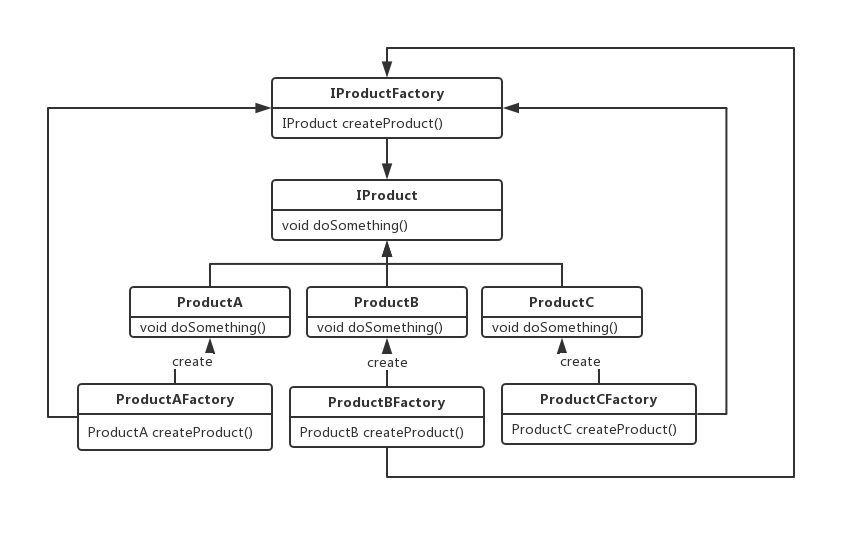 IProductFactory
IProduct createProduct()
IProduct
void doSomething()
ProductA
void doSomething()
ProductB
void doSomething()
ProductC
void doSomething()
create
create
create
ProductAFactory
ProductA createProduct()
ProductBFactory
ProductB createProduct()
ProductCFactory
ProductC createProduct()